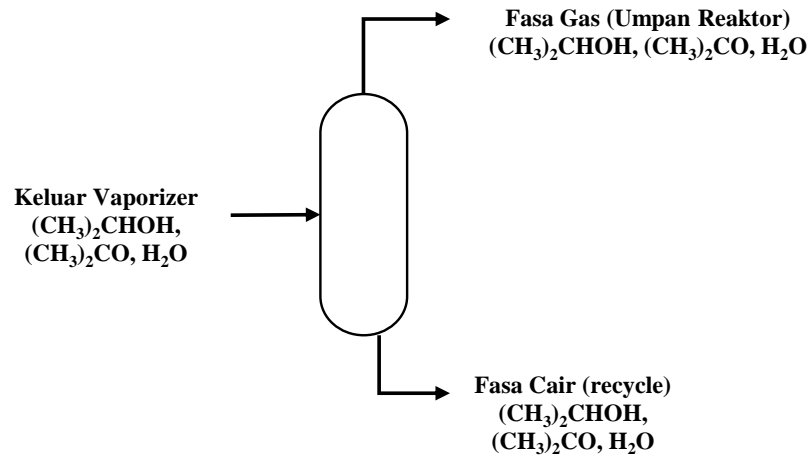 Fasa Gas (Umpan Reaktor)
(CH₃)₂CHOH, (CH₃)₂CO, H₂O
Keluar Vaporizer
(CH₃)₂CHOH,
(CH₃)₂CO, H₂O
Fasa Cair (recycle)
(CH₃)₂CHOH,
(CH₃)₂CO, H₂O